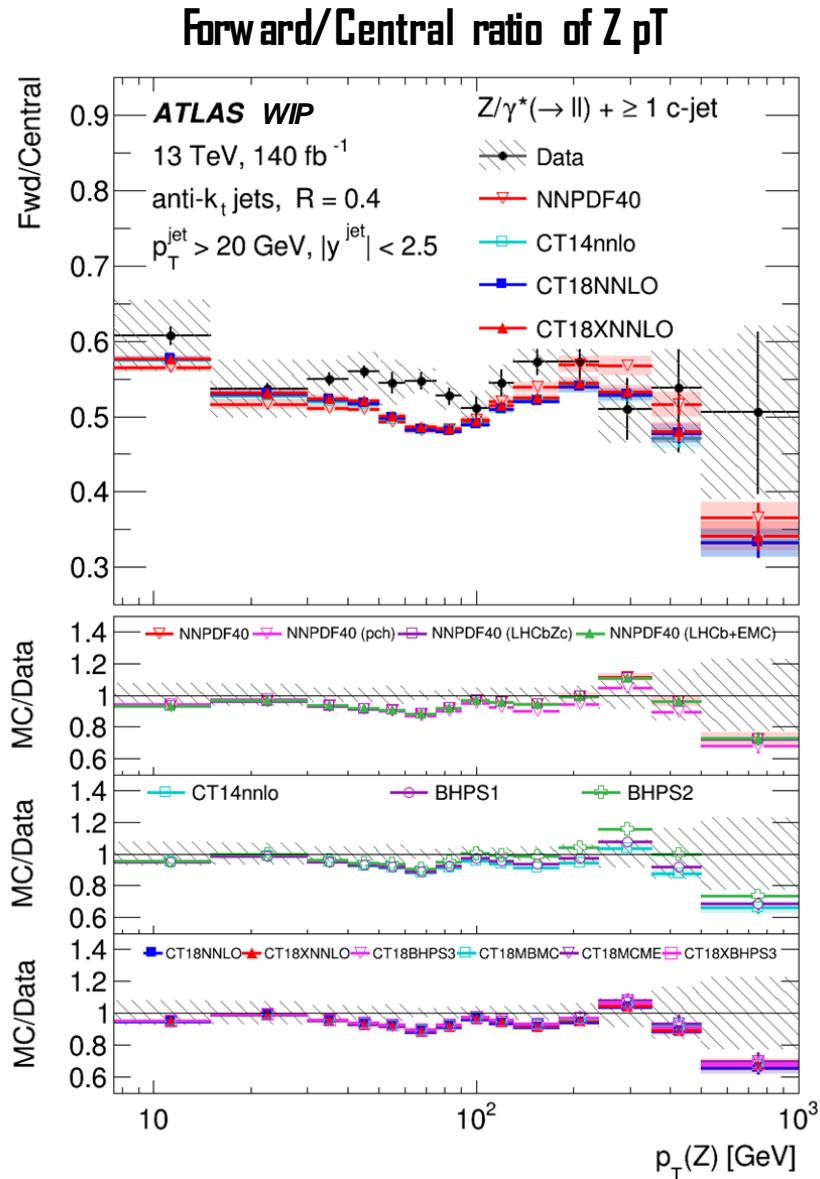 Forward/Central ratio of Z pT
Fwd/Central
ATLAS WIP
13 TeV, 140 fb⁻¹
anti-kₜ jets, R = 0.4
p_T^jet > 20 GeV, |y^jet| < 2.5
Z/γ*(→ ll) + ≥ 1 c-jet
Data
NNPDF40
CT14nnlo
CT18NNLO
CT18XNNLO
0.9
0.8
0.7
0.6
0.5
0.4
0.3
MC/Data
NNPDF40 NNPDF40 (pch) NNPDF40 (LHCbZc) NNPDF40 (LHCb+EMC)
1.4
1.2
1
0.8
0.6
MC/Data
CT14nnlo BHPS1 BHPS2
1.4
1.2
1
0.8
0.6
MC/Data
CT18NNLO CT18XNNLO CT18BHPS3 CT18MBMC CT18MCME CT18XBHPS3
1.4
1.2
1
0.8
0.6
10 10² 10³
p_T(Z) [GeV]